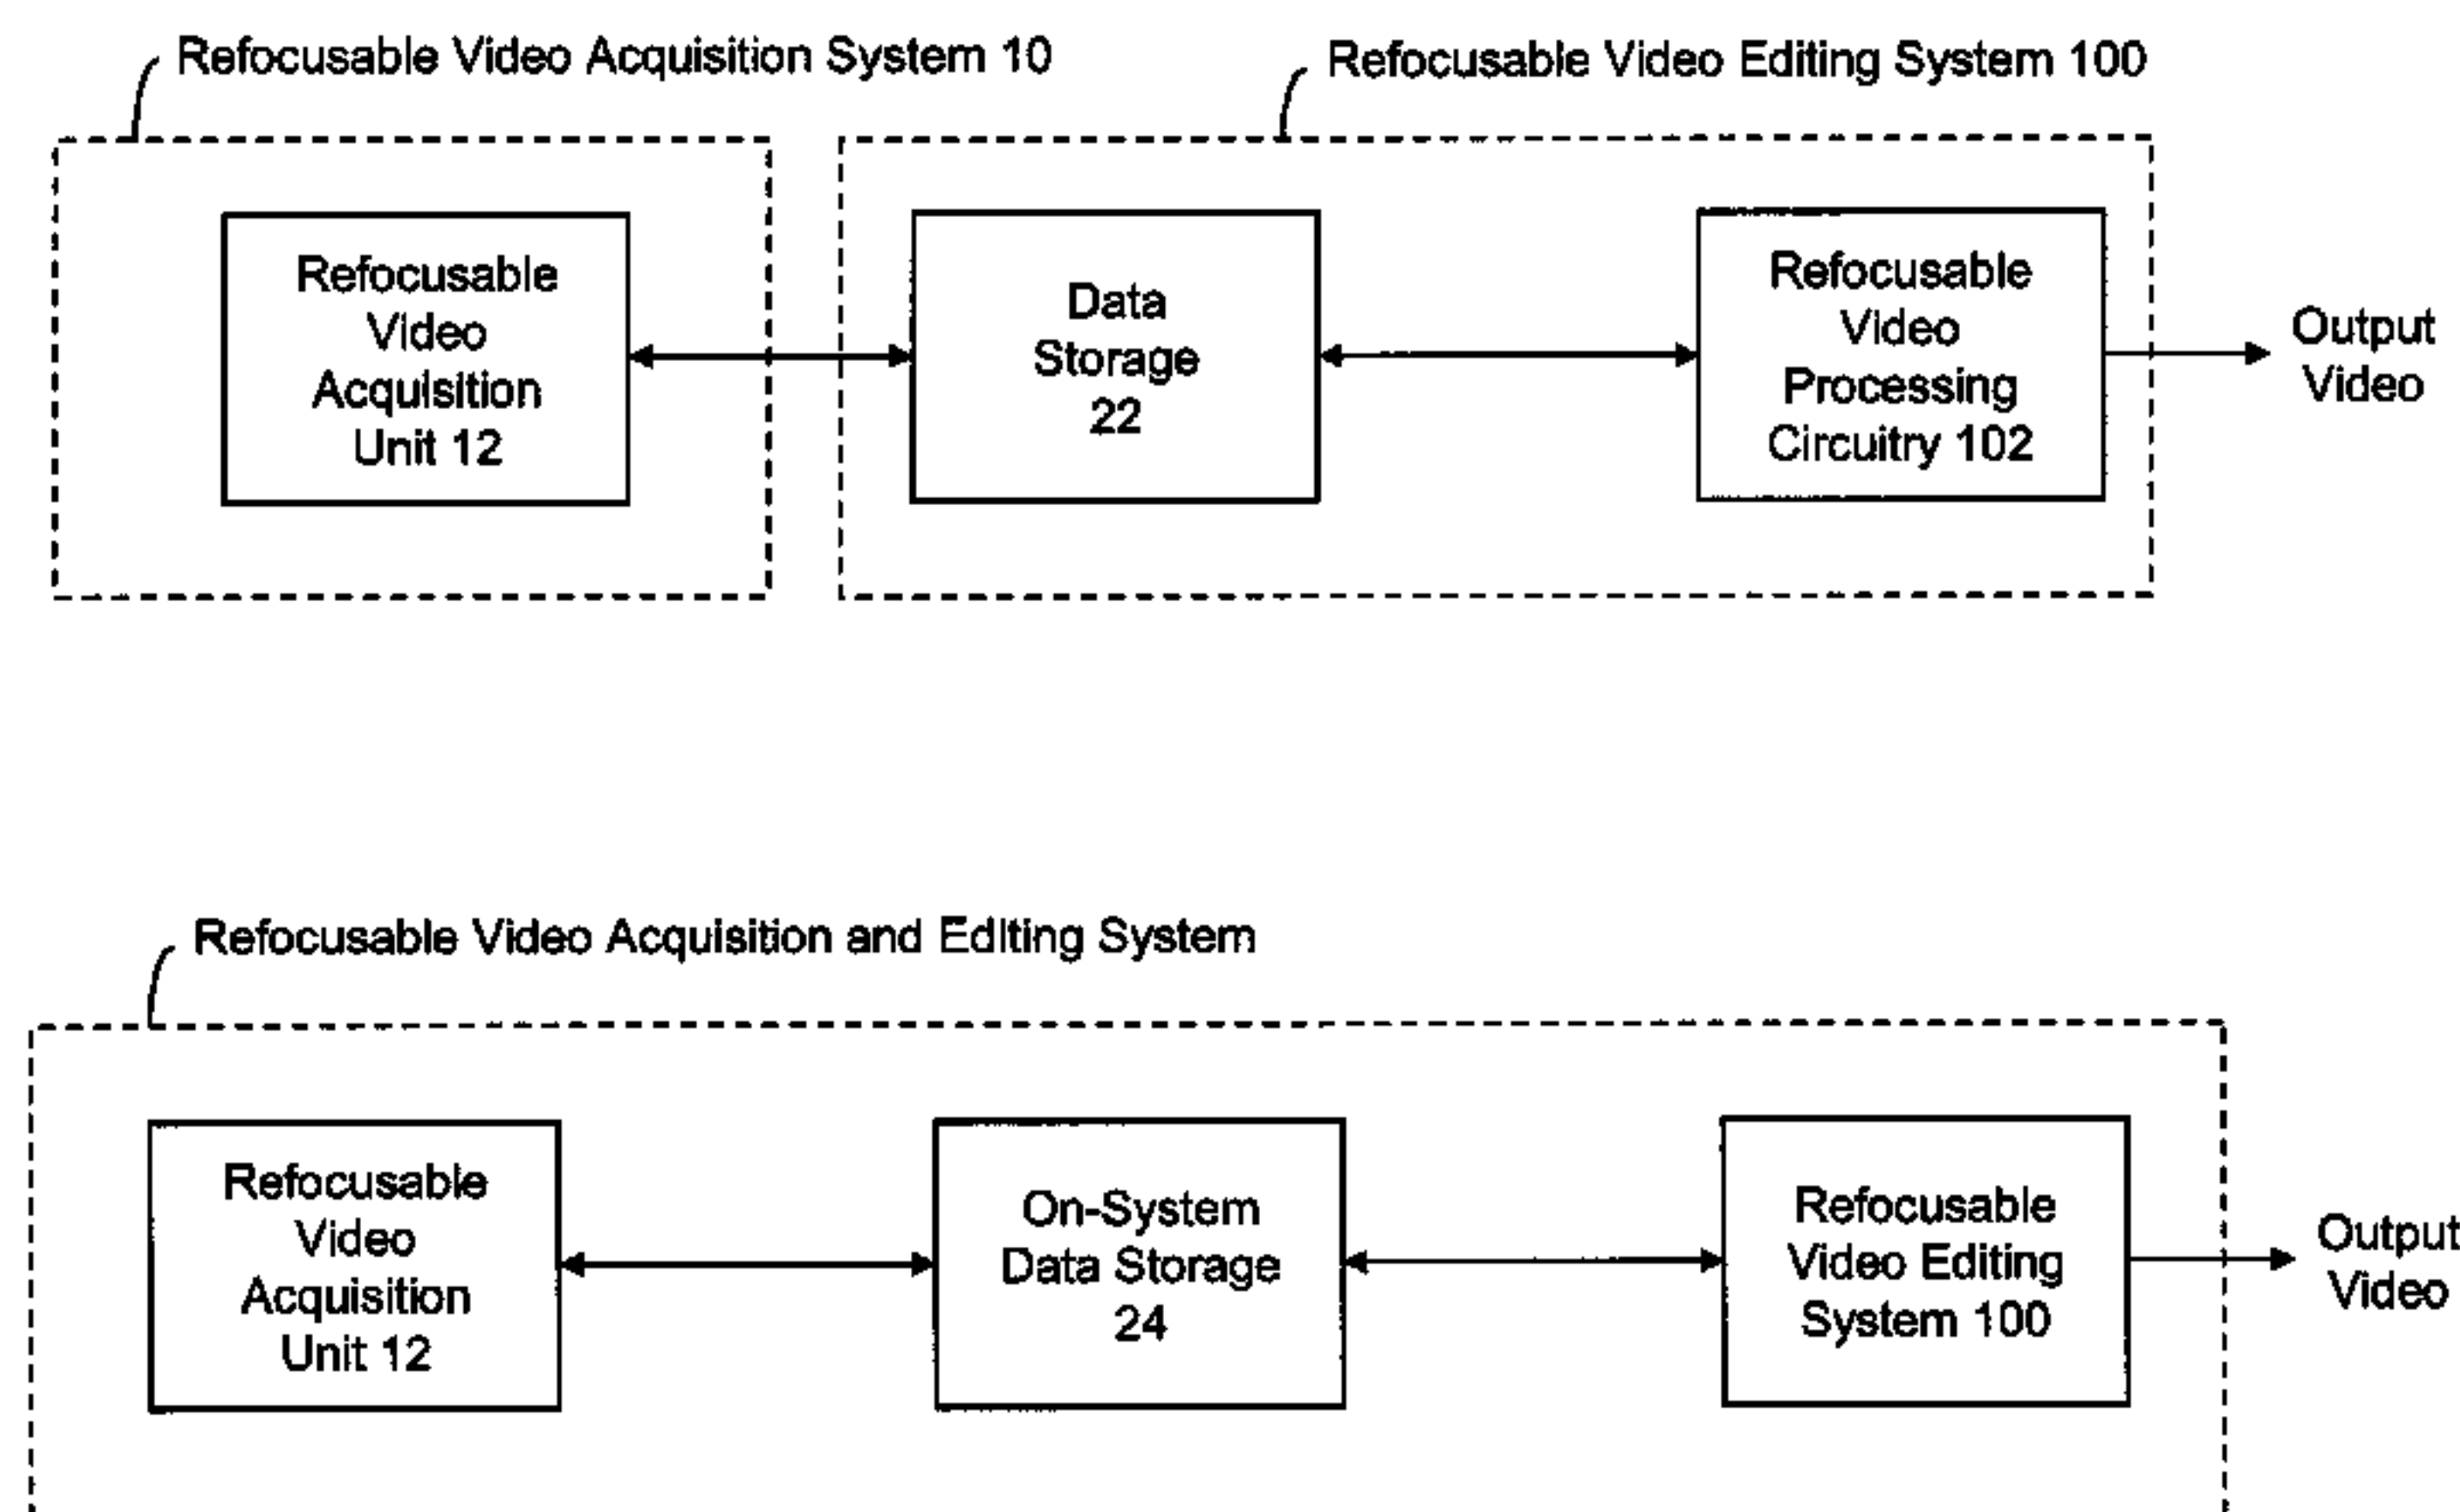 Refocusable Video Acquisition System 10
Refocusable Video Editing System 100
Refocusable
Video
Acquisition
Unit 12
Data
Storage
22
Refocusable
Video
Processing
Circuitry 102
Output
Video
Refocusable Video Acquisition and Editing System
Refocusable
Video
Acquisition
Unit 12
On-System
Data Storage
24
Refocusable
Video Editing
System 100
Output
Video